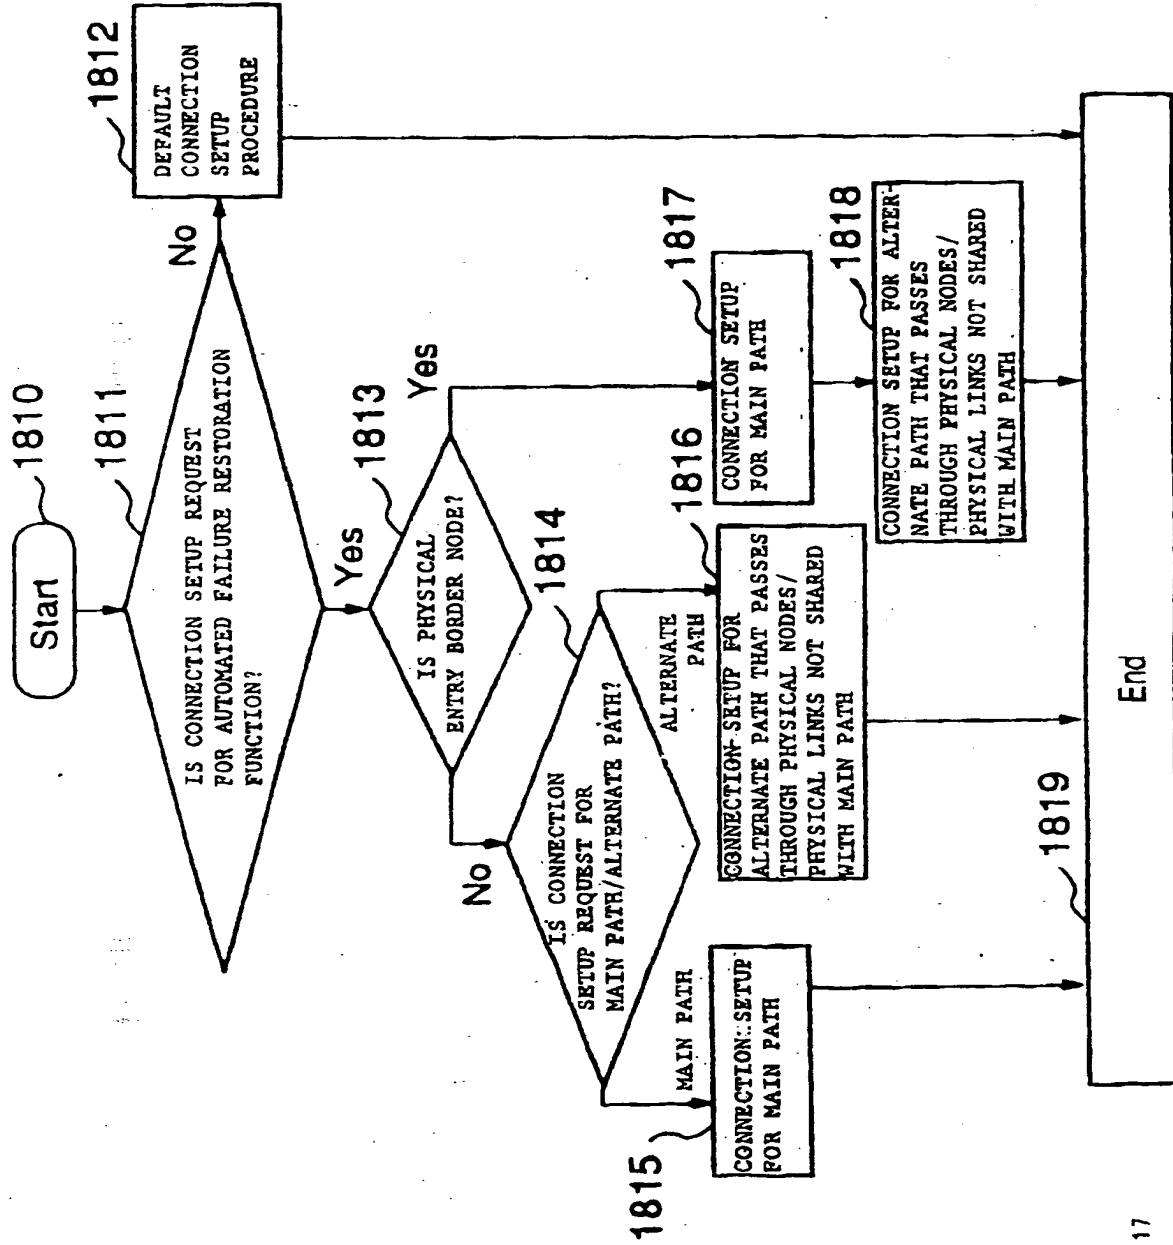 Start
1810
IS CONNECTION SETUP REQUEST
FOR AUTOMATED FAILURE RESTORATION
FUNCTION?
1811
No
DEFAULT
CONNECTION
SETUP
PROCEDURE
1812
Yes
IS PHYSICAL
ENTRY BORDER NODE?
1813
Yes
No
IS CONNECTION
SETUP REQUEST FOR
MAIN PATH/ALTERNATE PATH?
1814
MAIN PATH
ALTERNATE
PATH
1815
CONNECTION SETUP
FOR MAIN PATH
1816
CONNECTION SETUP FOR
ALTERNATE PATH THAT PASSES
THROUGH PHYSICAL NODES/
PHYSICAL LINKS NOT SHARED
WITH MAIN PATH
1817
CONNECTION SETUP
FOR MAIN PATH
1818
CONNECTION SETUP FOR ALTER-
NATE PATH THAT PASSES
THROUGH PHYSICAL NODES/
PHYSICAL LINKS NOT SHARED
WITH MAIN PATH
1819
End
17